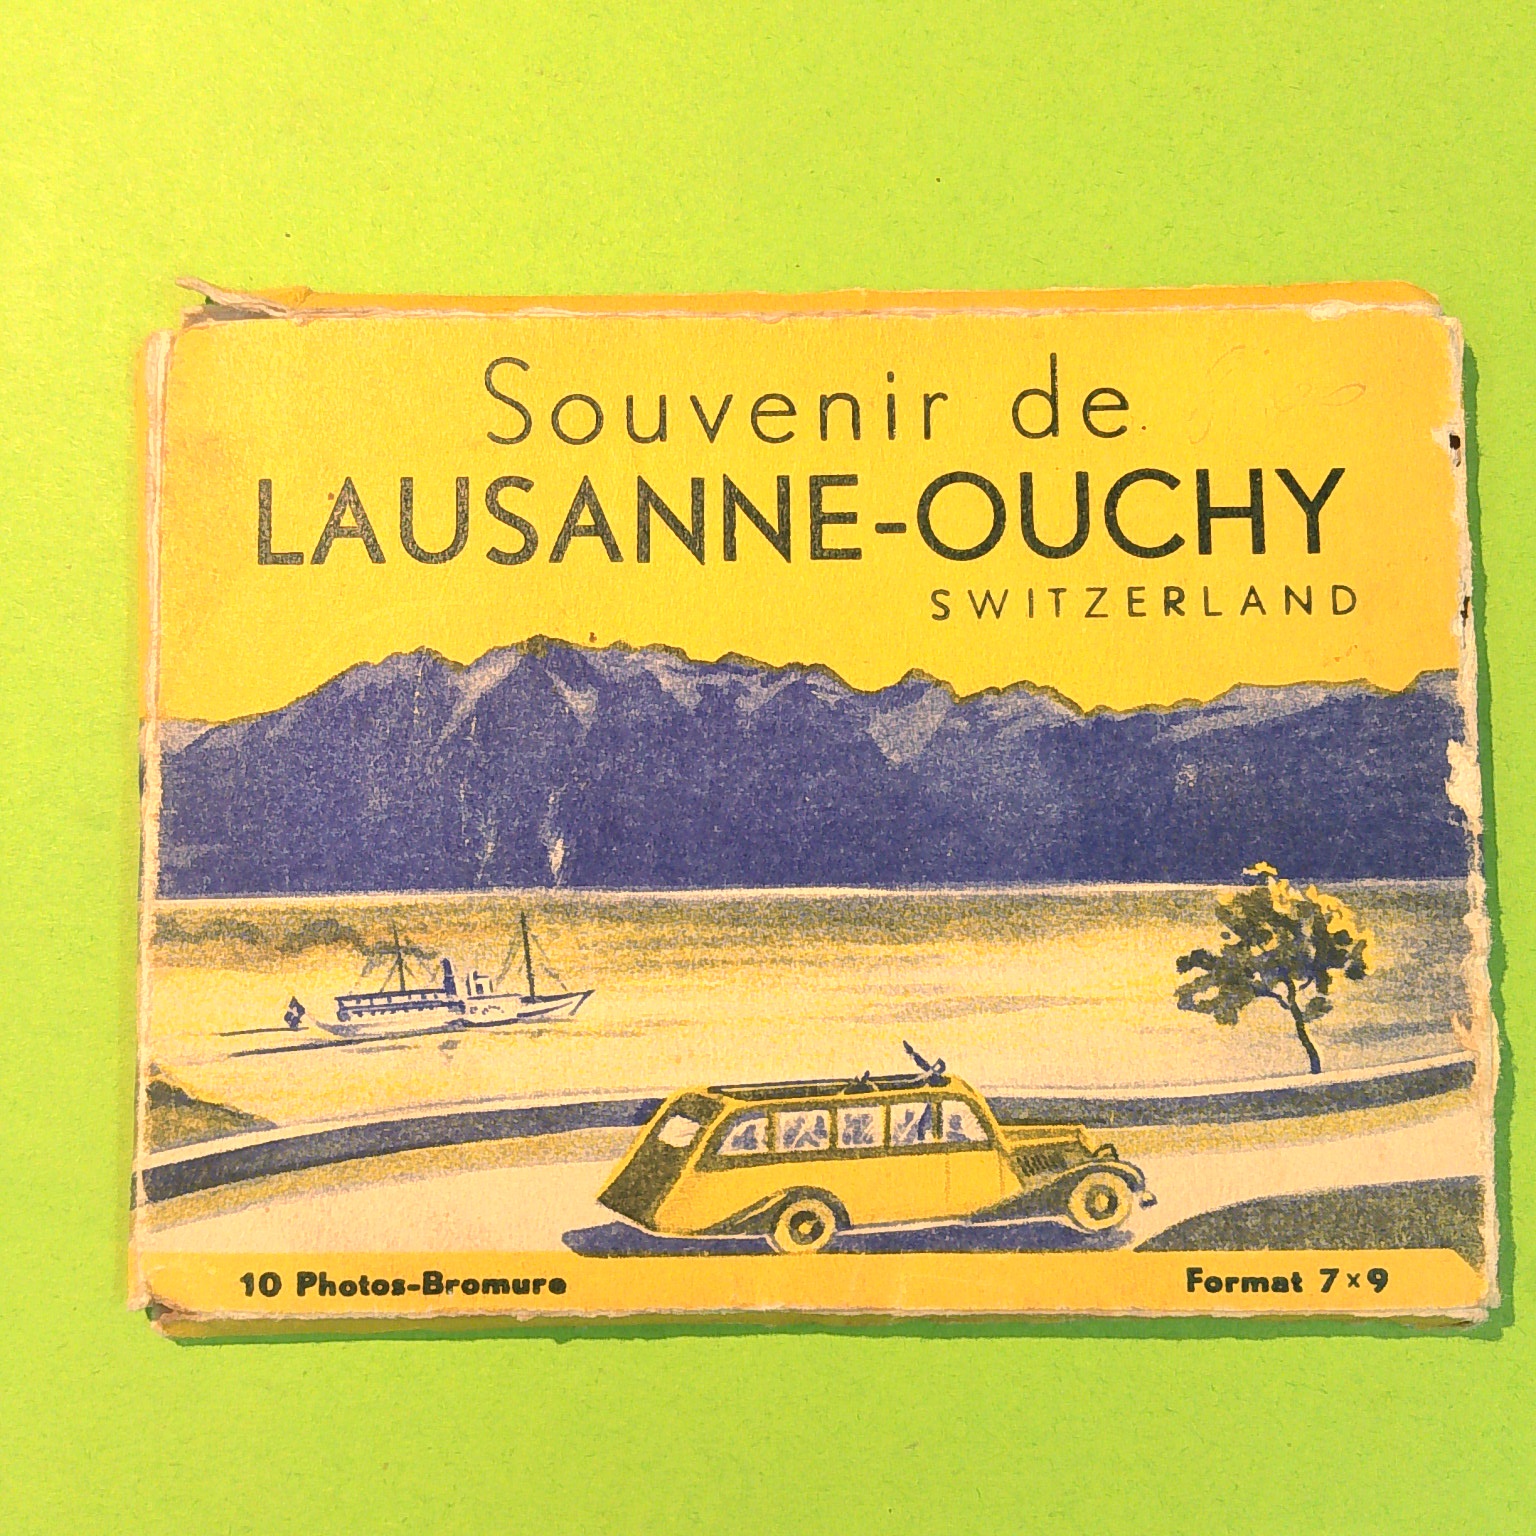 Souvenir de
LAUSANNE-OUCHY
SWITZERLAND
10 Photos-Bromure
Format 7×9